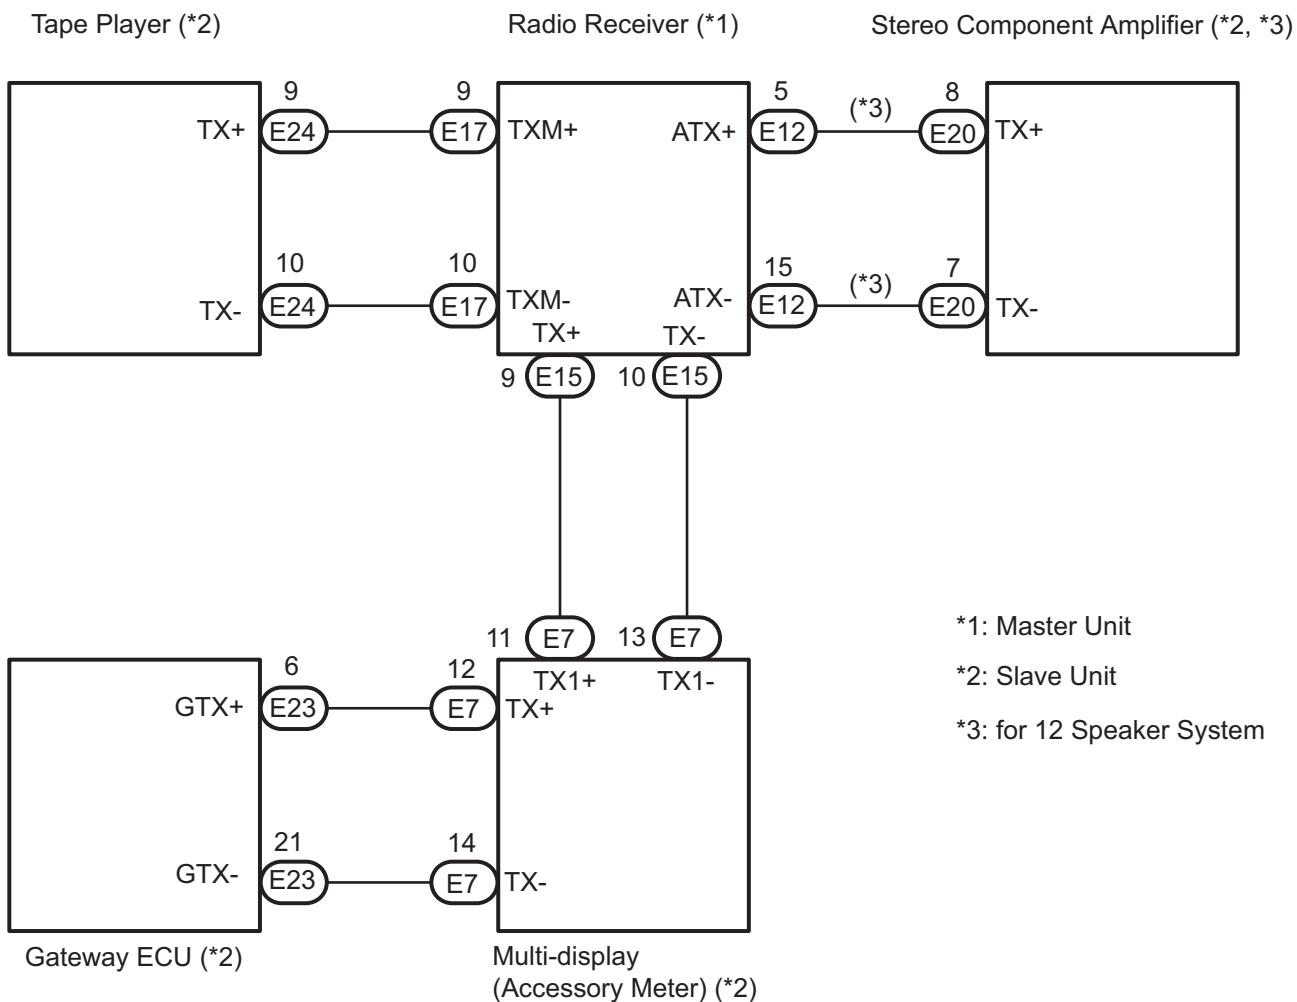 Tape Player (*2)
Radio Receiver (*1)
Stereo Component Amplifier (*2, *3)
9
9
5
(*3)
8
TX+
E24
E17
TXM+
ATX+
E12
E20
TX+
10
10
15
(*3)
7
TX-
E24
E17
TXM-
ATX-
E12
E20
TX-
TX+
TX-
9
E15
10
E15
11
E7
13
E7
TX1+
TX1-
6
12
GTX+
E23
E7
TX+
21
14
GTX-
E23
E7
TX-
Gateway ECU (*2)
Multi-display
(Accessory Meter) (*2)
*1: Master Unit
*2: Slave Unit
*3: for 12 Speaker System